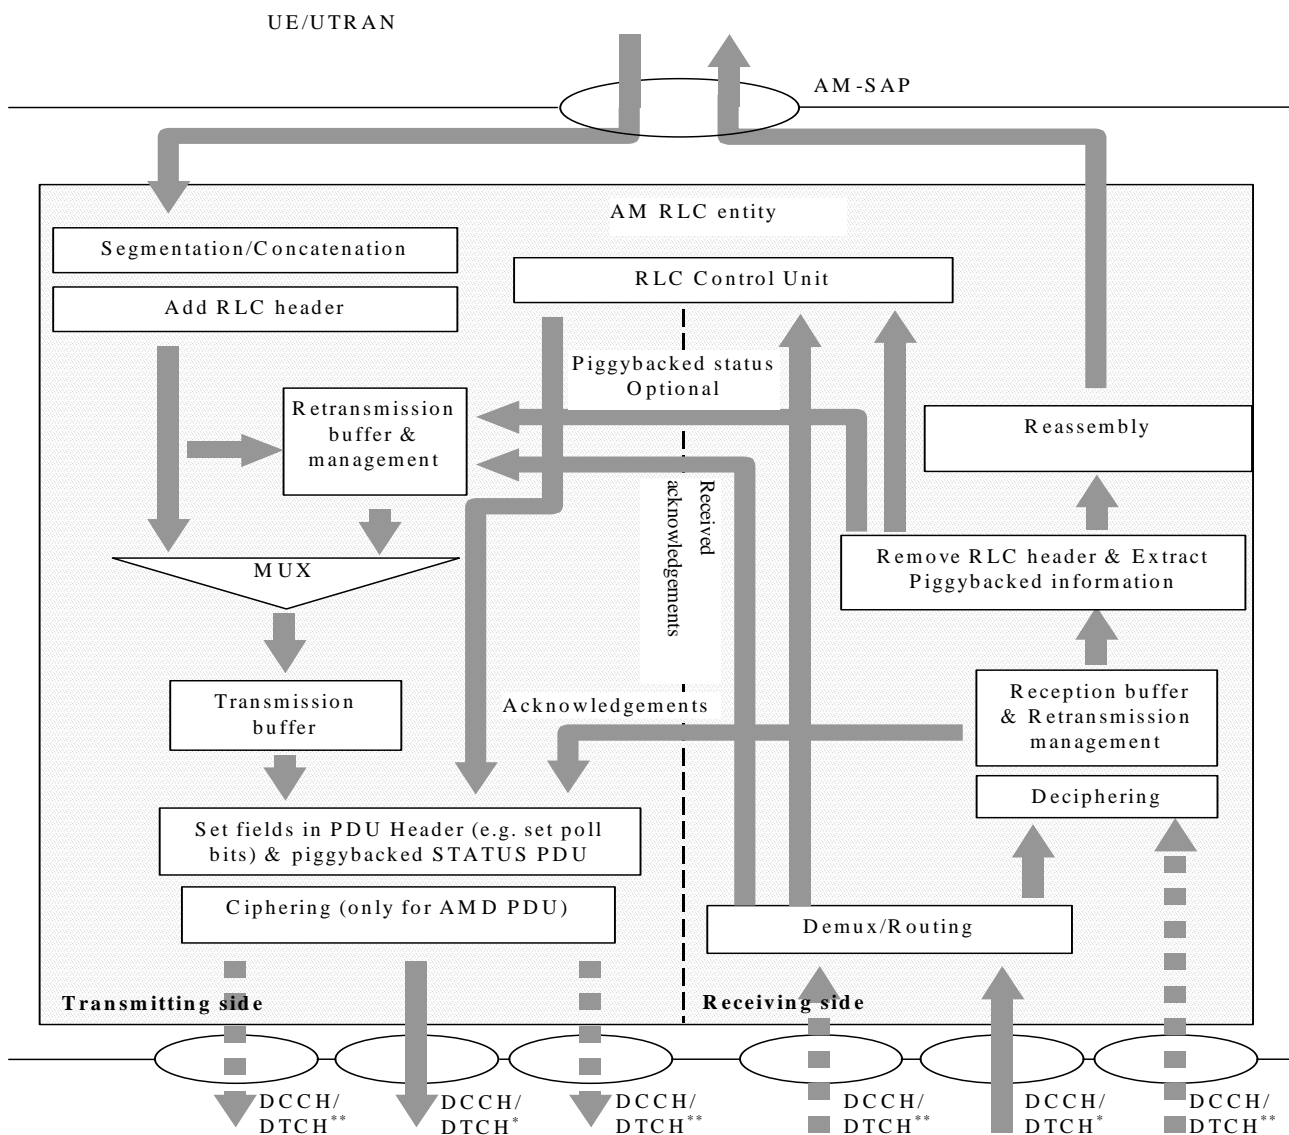 UE/UTRAN
AM-SAP
AM RLC entity
Segmentation/Concatenation
RLC Control Unit
Add RLC header
Piggybacked status
Optional
Retransmission
buffer &
management
Reassembly
Received
acknowledgements
MUX
Remove RLC header & Extract
Piggybacked information
Transmission
buffer
Acknowledgements
Reception buffer
& Retransmission
management
Deciphering
Set fields in PDU Header (e.g. set poll
bits) & piggybacked STATUS PDU
Ciphering (only for AMD PDU)
Demux/Routing
Transmitting side
Receiving side
DCCH/
DTCH**
DCCH/
DTCH*
DCCH/
DTCH**
DCCH/
DTCH**
DCCH/
DTCH*
DCCH/
DTCH**